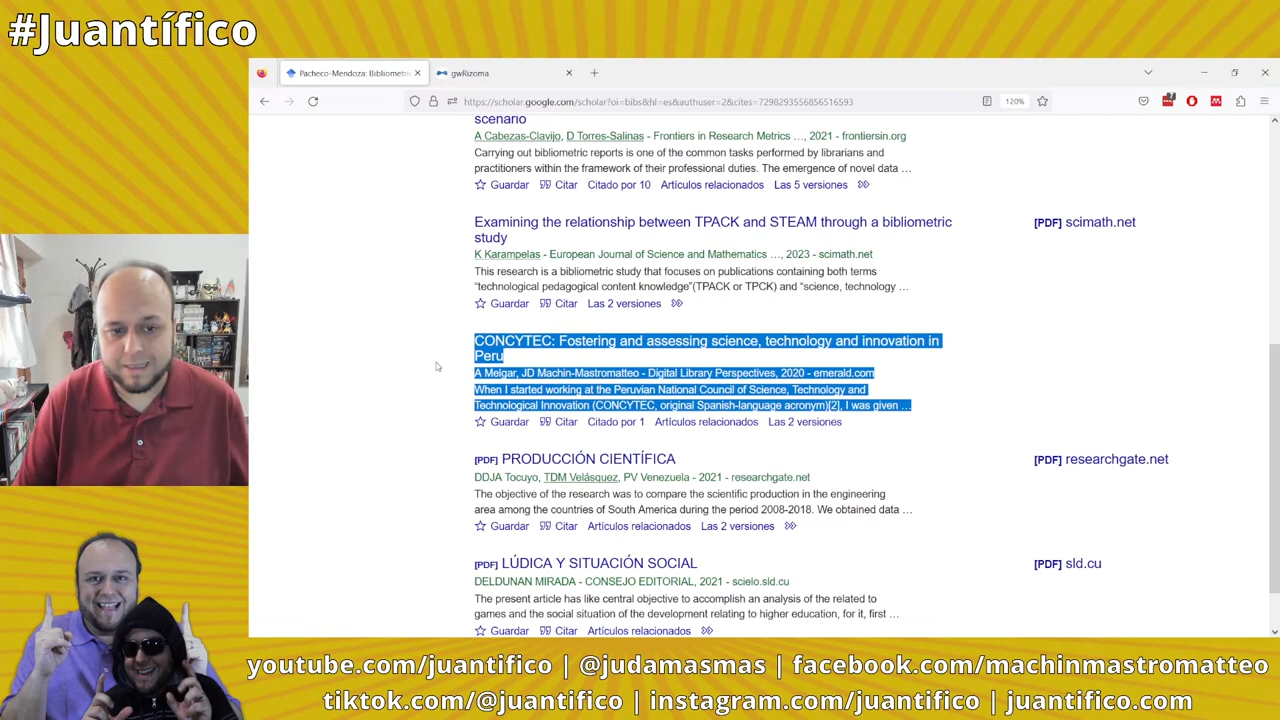 #Juantífico
Pacheco-Mendoza: Bibliometric
gwRizoma
https://scholar.google.com/scholar?oi=bibs&hl=es&authuser=2&cites=7298293556856516593
120%
7
scenario
A Cabezas-Clavijo, D Torres-Salinas - Frontiers in Research Metrics …, 2021 - frontiersin.org
Carrying out bibliometric reports is one of the common tasks performed by librarians and
practitioners within the framework of their professional duties. The emergence of novel data …
Guardar Citar Citado por 10 Artículos relacionados Las 5 versiones
Examining the relationship between TPACK and STEAM through a bibliometric
study
[PDF] scimath.net
K Karampelas - European Journal of Science and Mathematics …, 2023 - scimath.net
This research is a bibliometric study that focuses on publications containing both terms
“technological pedagogical content knowledge”(TPACK or TPCK) and “science, technology …
Guardar Citar Las 2 versiones
CONCYTEC: Fostering and assessing science, technology and innovation in
Peru
A Melgar, JD Machin-Mastromatteo - Digital Library Perspectives, 2020 - emerald.com
When I started working at the Peruvian National Council of Science, Technology and
Technological Innovation (CONCYTEC, original Spanish-language acronym)[2], I was given …
Guardar Citar Citado por 1 Artículos relacionados Las 2 versiones
[PDF] PRODUCCIÓN CIENTÍFICA
[PDF] researchgate.net
DDJA Tocuyo, TDM Velásquez, PV Venezuela - 2021 - researchgate.net
The objective of the research was to compare the scientific production in the engineering
area among the countries of South America during the period 2008-2018. We obtained data …
Guardar Citar Artículos relacionados Las 2 versiones
[PDF] LÚDICA Y SITUACIÓN SOCIAL
[PDF] sld.cu
DELDUNAN MIRADA - CONSEJO EDITORIAL, 2021 - scielo.sld.cu
The present article has like central objective to accomplish an analysis of the related to
games and the social situation of the development relating to higher education, for it, first …
Guardar Citar Artículos relacionados
youtube.com/juantifico | @judamasmas | facebook.com/machinmastromatteo
tiktok.com/@juantifico | instagram.com/juantifico | juantifico.com